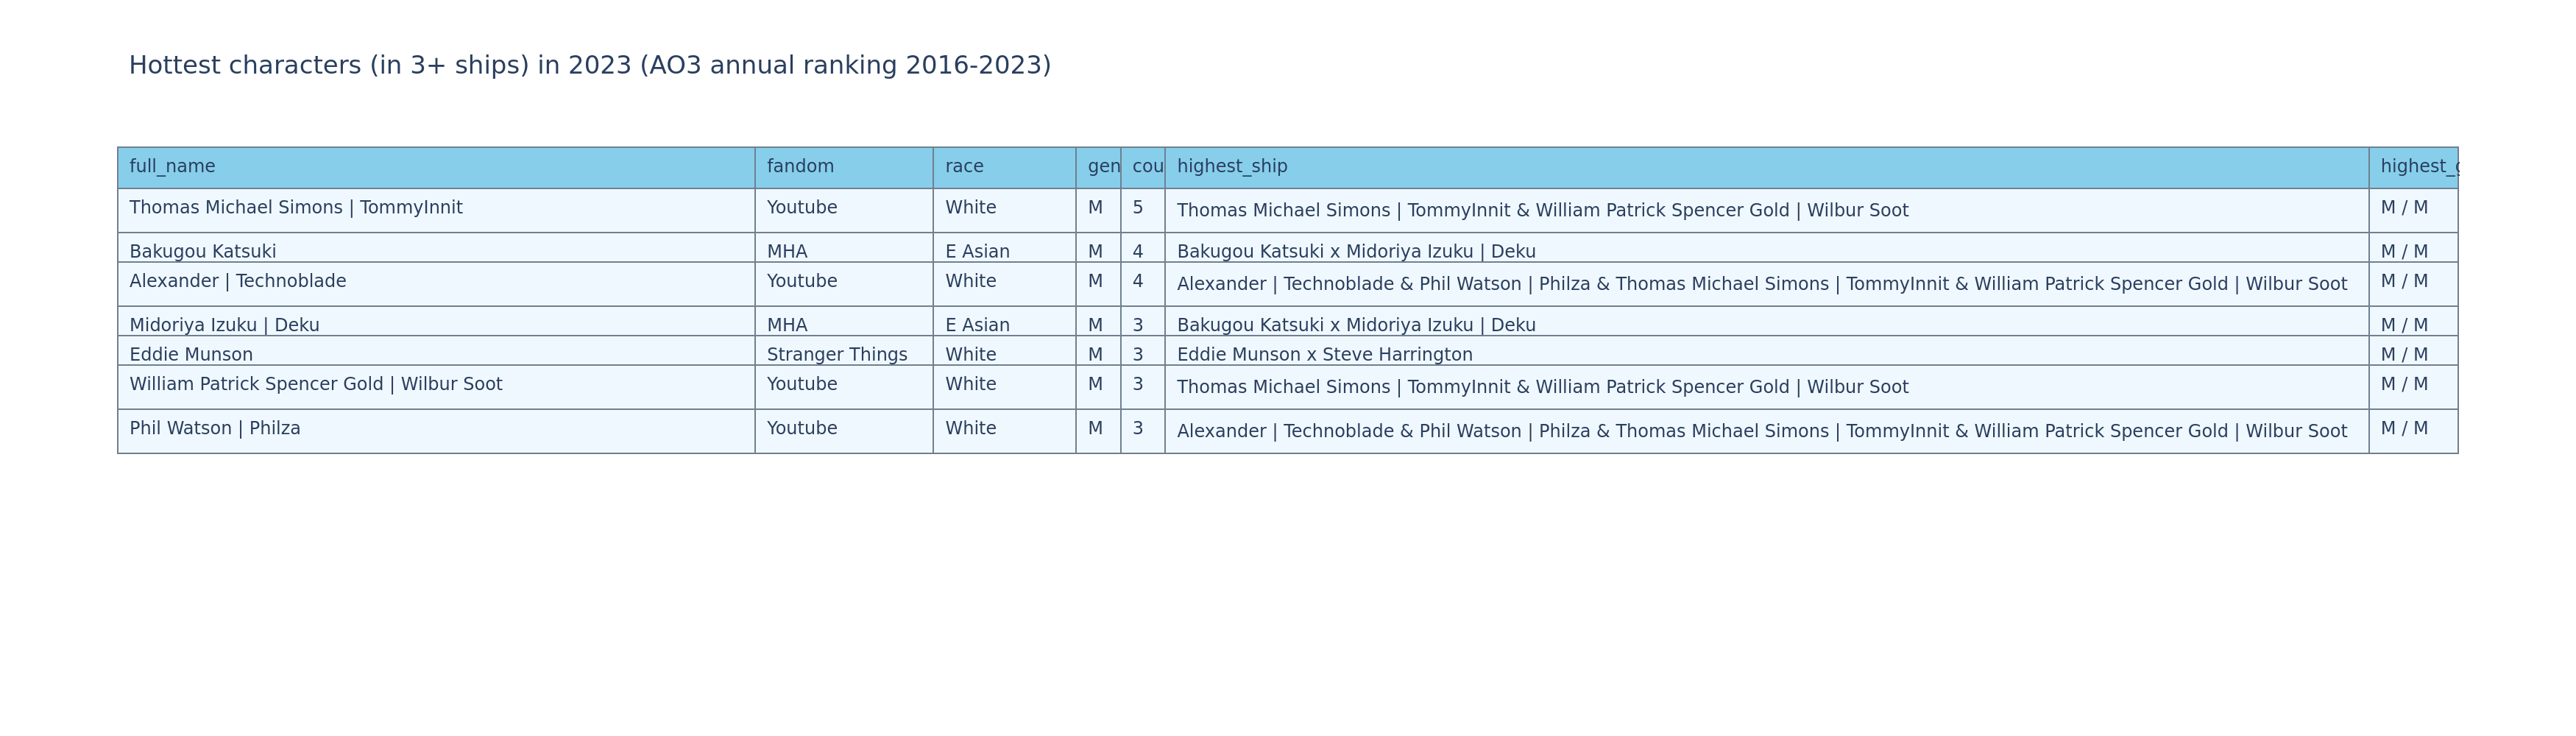 Hottest characters (in 3+ ships) in 2023 (AO3 annual ranking 2016-2023)
full_name fandom race gen cou highest_ship highest_g
Thomas Michael Simons | TommyInnit Youtube White M 5 Thomas Michael Simons | TommyInnit & William Patrick Spencer Gold | Wilbur Soot M / M
Bakugou Katsuki MHA E Asian M 4 Bakugou Katsuki x Midoriya Izuku | Deku M / M
Alexander | Technoblade Youtube White M 4 Alexander | Technoblade & Phil Watson | Philza & Thomas Michael Simons | TommyInnit & William Patrick Spencer Gold | Wilbur Soot M / M
Midoriya Izuku | Deku MHA E Asian M 3 Bakugou Katsuki x Midoriya Izuku | Deku M / M
Eddie Munson Stranger Things White M 3 Eddie Munson x Steve Harrington M / M
William Patrick Spencer Gold | Wilbur Soot Youtube White M 3 Thomas Michael Simons | TommyInnit & William Patrick Spencer Gold | Wilbur Soot M / M
Phil Watson | Philza Youtube White M 3 Alexander | Technoblade & Phil Watson | Philza & Thomas Michael Simons | TommyInnit & William Patrick Spencer Gold | Wilbur Soot M / M